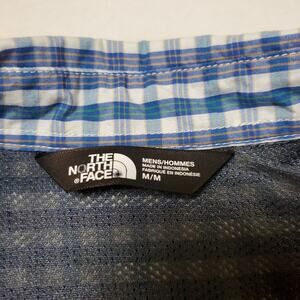 THE
NORTH
FACE
MENS/HOMMES
MADE IN INDONESIA
FABRIQUÉ EN INDONÉSIE
M/M